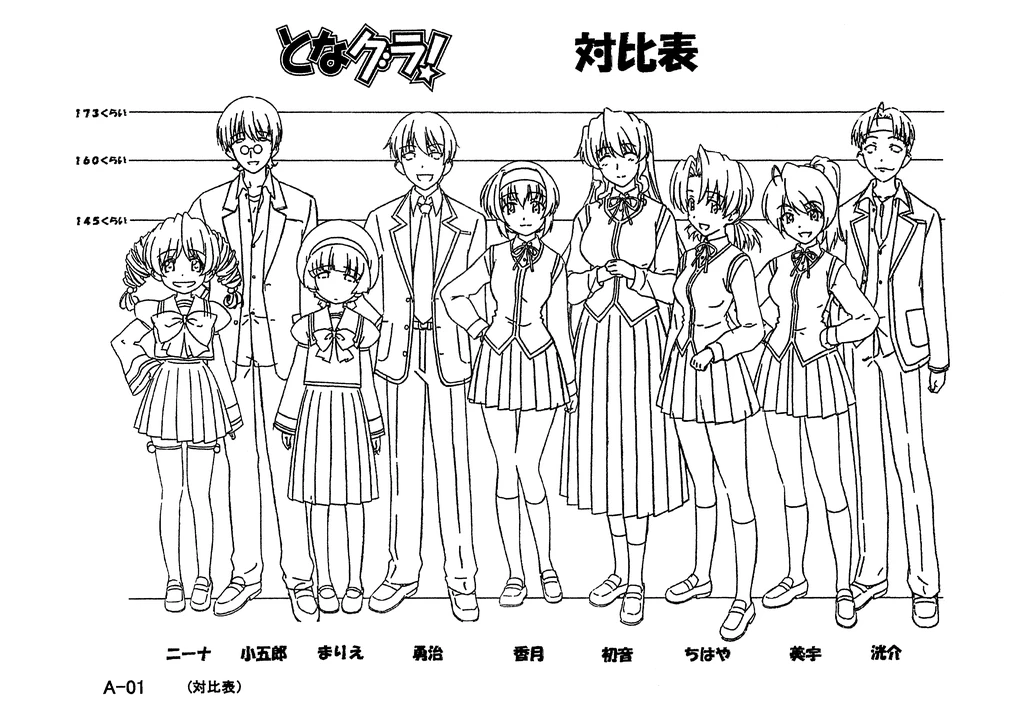 となグラ!
対比表
173くらい
160くらい
145くらい
ニーナ 小五郎 まりえ 勇治 香月 初音 ちはや 美宇 洸介
A-01 (対比表)